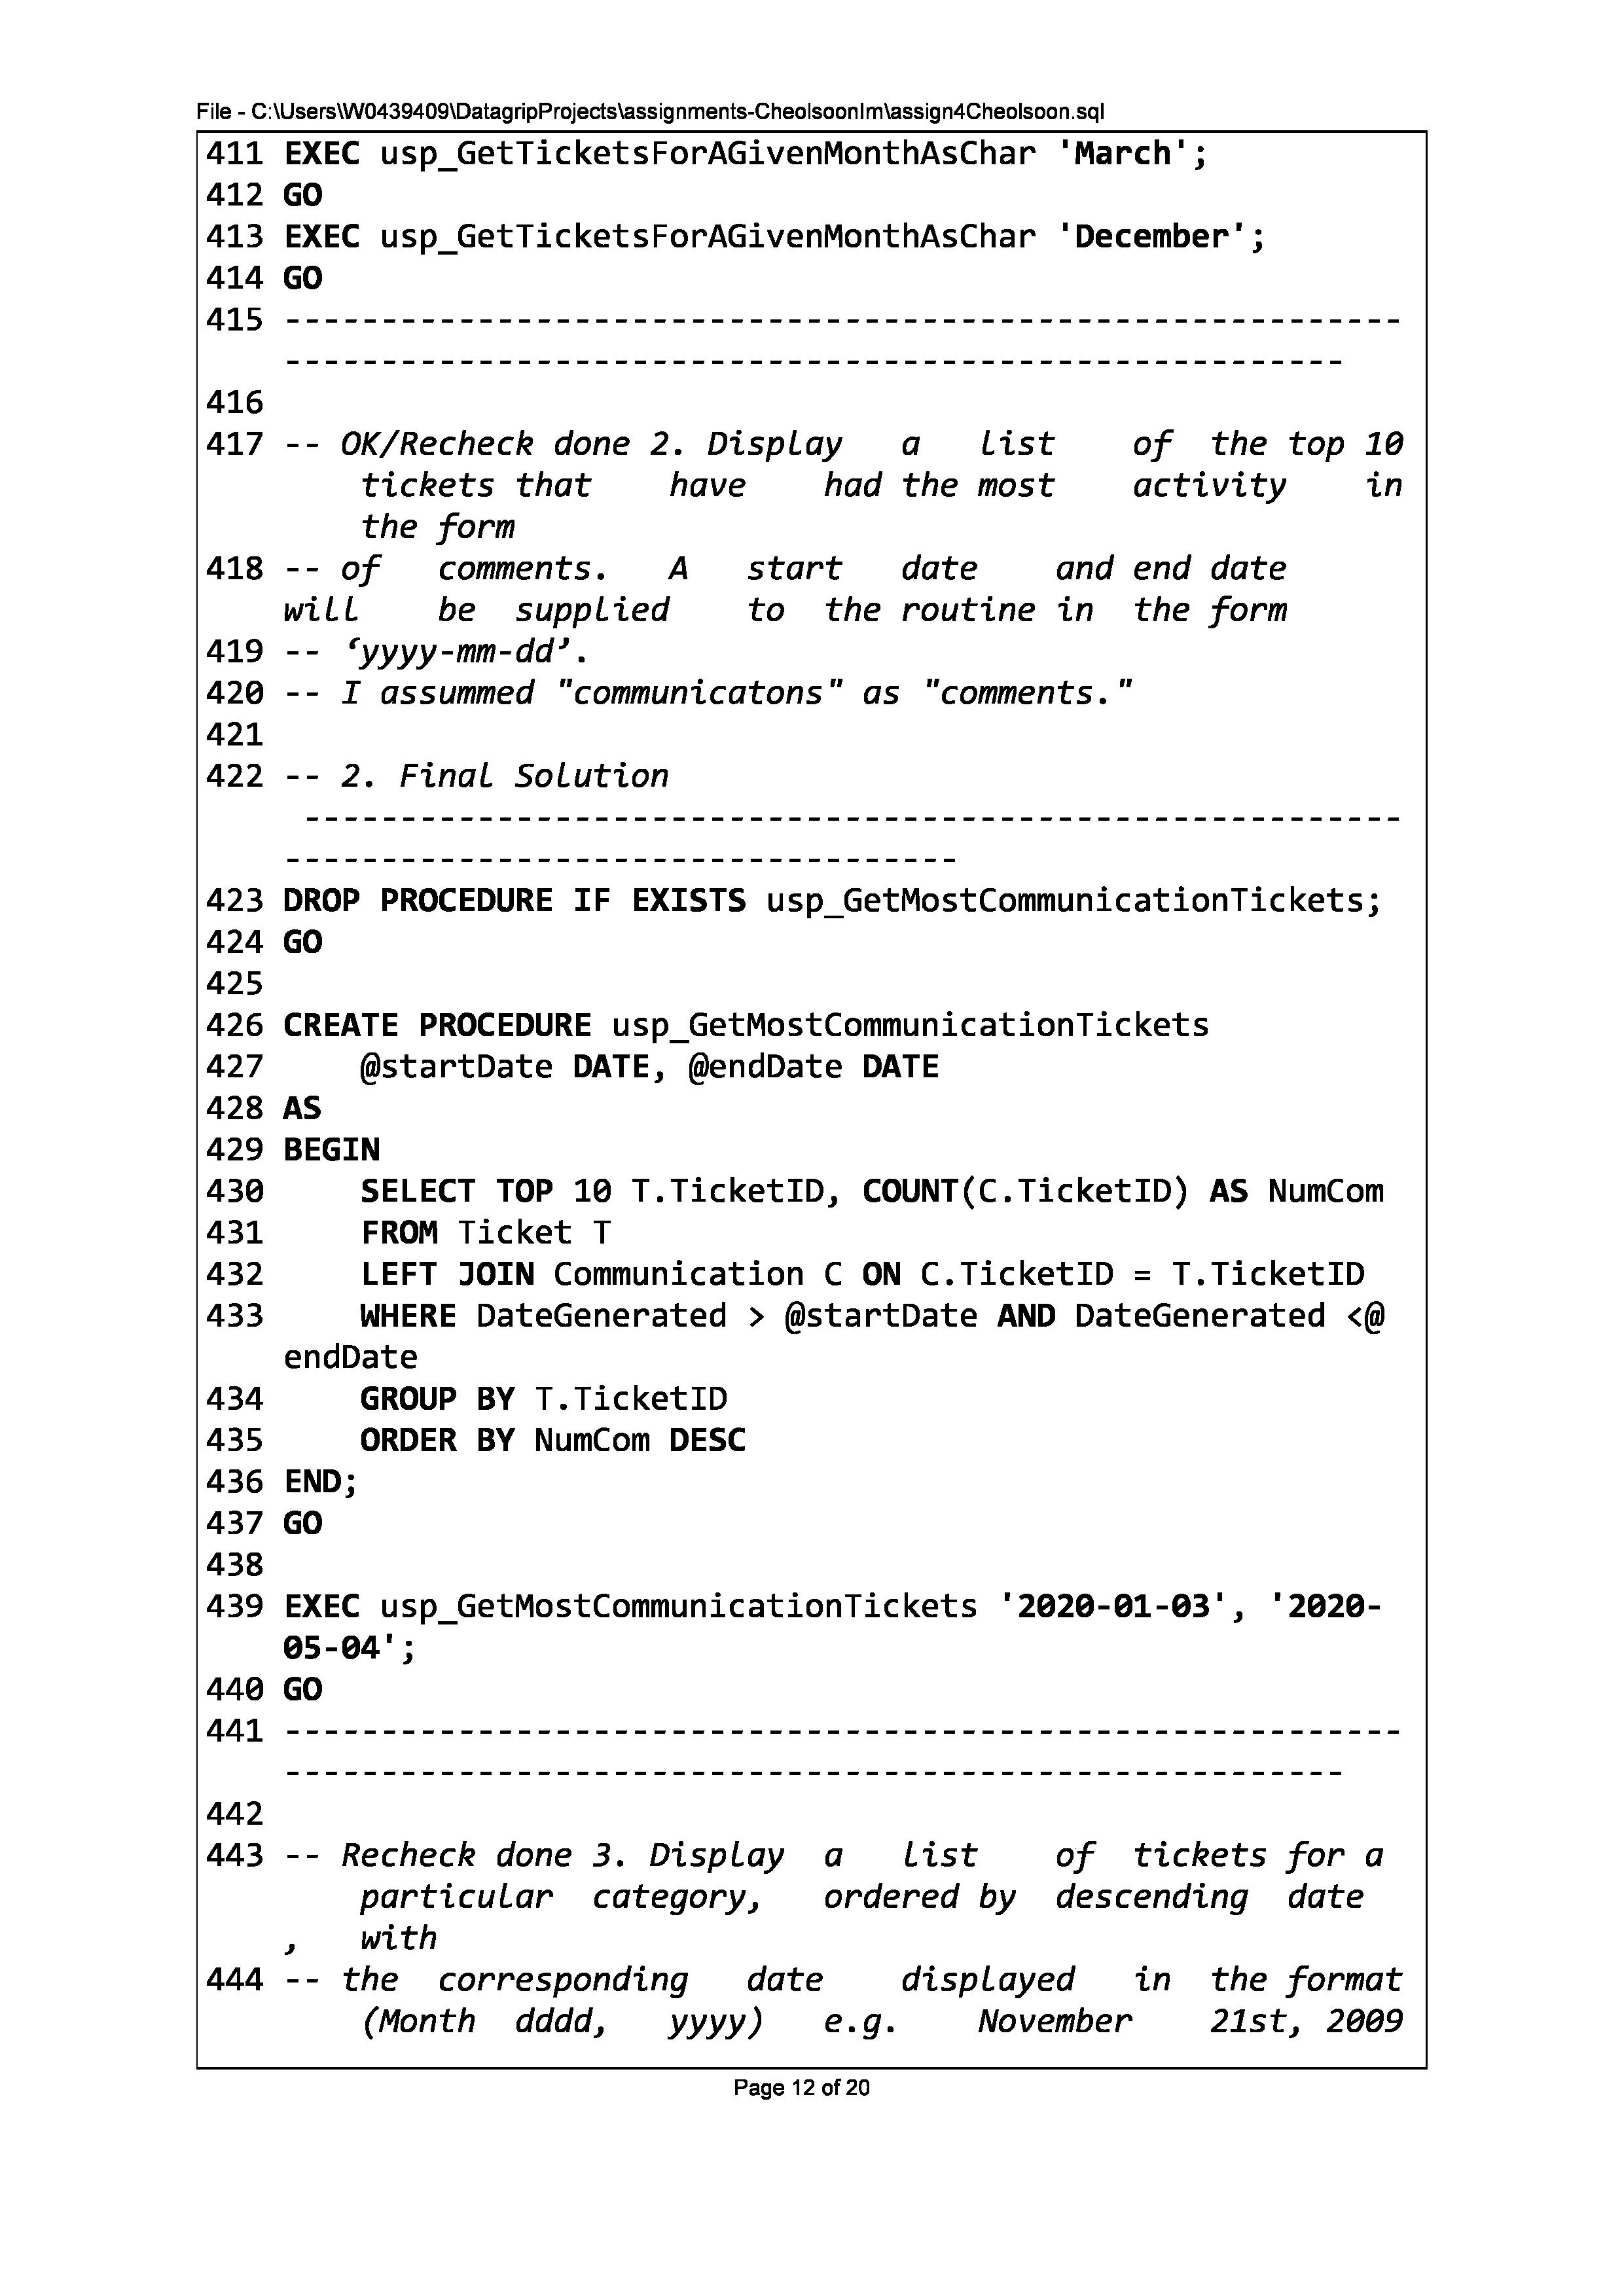 File - C:\Users\W0439409\DatagripProjects\assignments-CheolsoonIm\assign4Cheolsoon.sql
411 EXEC usp_GetTicketsForAGivenMonthAsChar 'March';
412 GO
413 EXEC usp_GetTicketsForAGivenMonthAsChar 'December';
414 GO
415 ----------------------------------------------------------
-------------------------------------------------------
416
417 -- OK/Recheck done 2. Display   a   list    of  the top 10
tickets that    have    had the most    activity    in
the form
418 -- of   comments.   A   start   date    and end date
will    be  supplied    to  the routine in  the form
419 -- ‘yyyy-mm-dd’.
420 -- I assummed "communicatons" as "comments."
421
422 -- 2. Final Solution
---------------------------------------------------------
-----------------------------------
423 DROP PROCEDURE IF EXISTS usp_GetMostCommunicationTickets;
424 GO
425
426 CREATE PROCEDURE usp_GetMostCommunicationTickets
427     @startDate DATE, @endDate DATE
428 AS
429 BEGIN
430     SELECT TOP 10 T.TicketID, COUNT(C.TicketID) AS NumCom
431     FROM Ticket T
432     LEFT JOIN Communication C ON C.TicketID = T.TicketID
433     WHERE DateGenerated > @startDate AND DateGenerated <@
endDate
434     GROUP BY T.TicketID
435     ORDER BY NumCom DESC
436 END;
437 GO
438
439 EXEC usp_GetMostCommunicationTickets '2020-01-03', '2020-
05-04';
440 GO
441 ----------------------------------------------------------
-------------------------------------------------------
442
443 -- Recheck done 3. Display  a   list    of  tickets for a
particular  category,   ordered by  descending  date
,   with
444 -- the  corresponding   date    displayed   in  the format
(Month  dddd,   yyyy)   e.g.    November    21st, 2009
Page 12 of 20